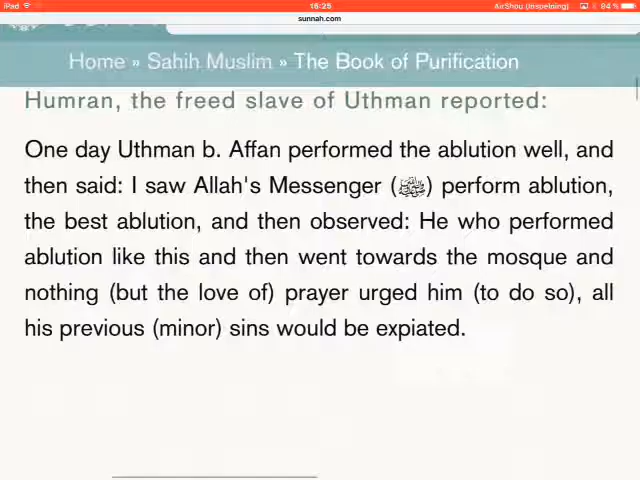 iPad 15:25 AirShou (Inspelning) 84 %
sunnah.com
Home » Sahih Muslim » The Book of Purification
Humran, the freed slave of Uthman reported:
One day Uthman b. Affan performed the ablution well, and
then said: I saw Allah's Messenger (ﷺ) perform ablution,
the best ablution, and then observed: He who performed
ablution like this and then went towards the mosque and
nothing (but the love of) prayer urged him (to do so), all
his previous (minor) sins would be expiated.